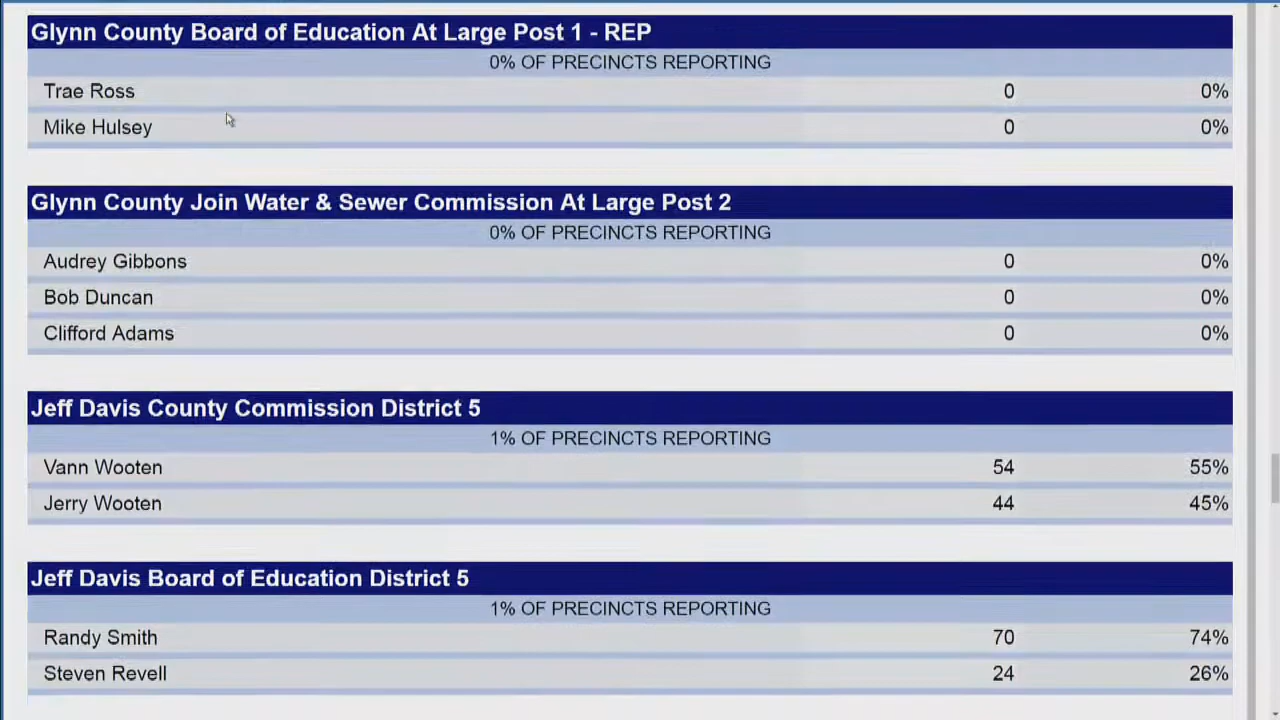 Glynn County Board of Education At Large Post 1 - REP
0% OF PRECINCTS REPORTING
Trae Ross 0 0%
Mike Hulsey 0 0%
Glynn County Join Water & Sewer Commission At Large Post 2
0% OF PRECINCTS REPORTING
Audrey Gibbons 0 0%
Bob Duncan 0 0%
Clifford Adams 0 0%
Jeff Davis County Commission District 5
1% OF PRECINCTS REPORTING
Vann Wooten 54 55%
Jerry Wooten 44 45%
Jeff Davis Board of Education District 5
1% OF PRECINCTS REPORTING
Randy Smith 70 74%
Steven Revell 24 26%